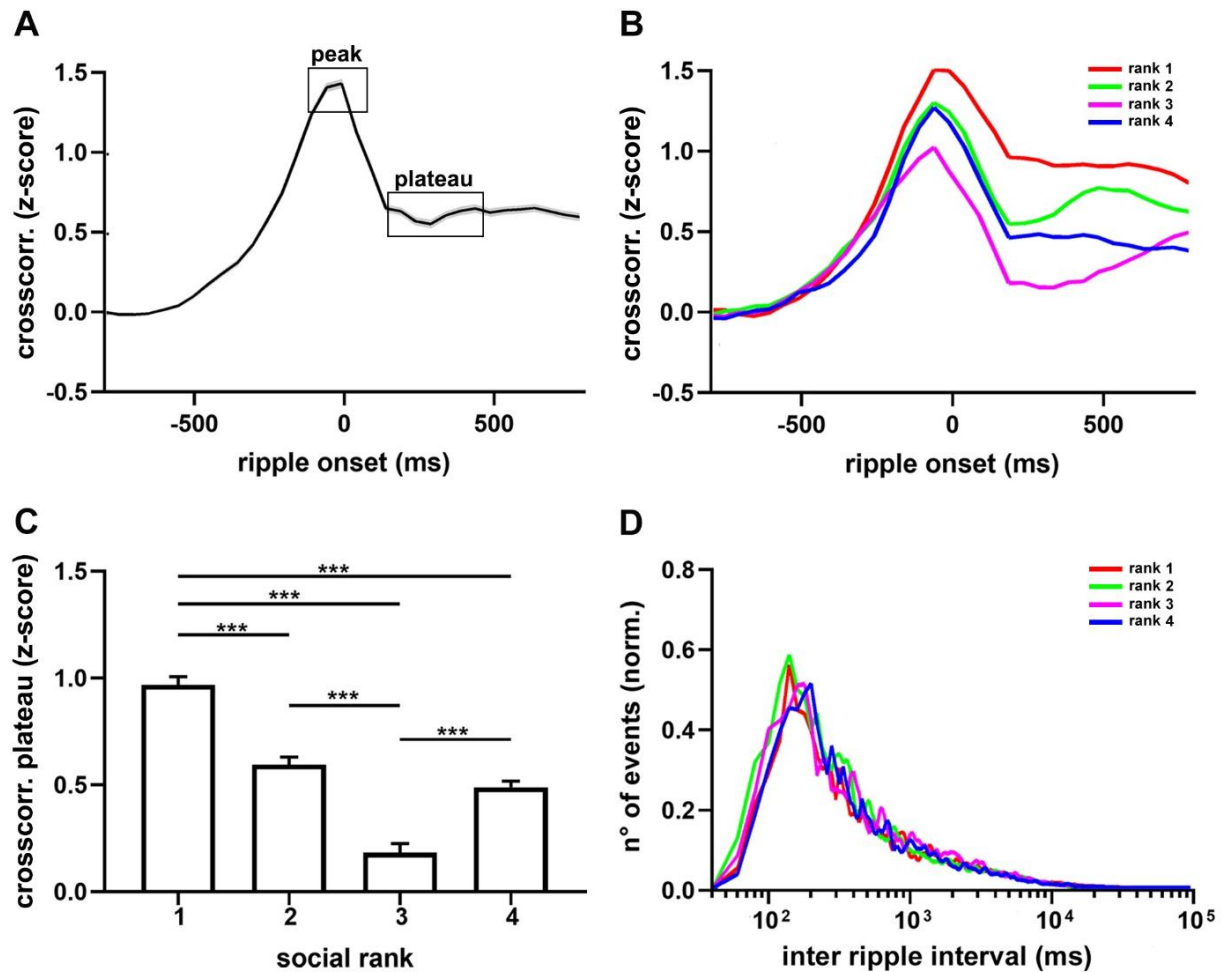 A
peak
plateau
crosscorr. (z-score)
1.5
1.0
0.5
0.0
-0.5
-500
0
500
ripple onset (ms)
B
rank 1
rank 2
rank 3
rank 4
crosscorr. (z-score)
1.5
1.0
0.5
0.0
-0.5
-500
0
500
ripple onset (ms)
C
crosscorr. plateau (z-score)
1.5
1.0
0.5
0.0
***
***
***
***
***
1
2
3
4
social rank
D
rank 1
rank 2
rank 3
rank 4
n° of events (norm.)
0.8
0.6
0.4
0.2
0.0
10²
10³
10⁴
10⁵
inter ripple interval (ms)